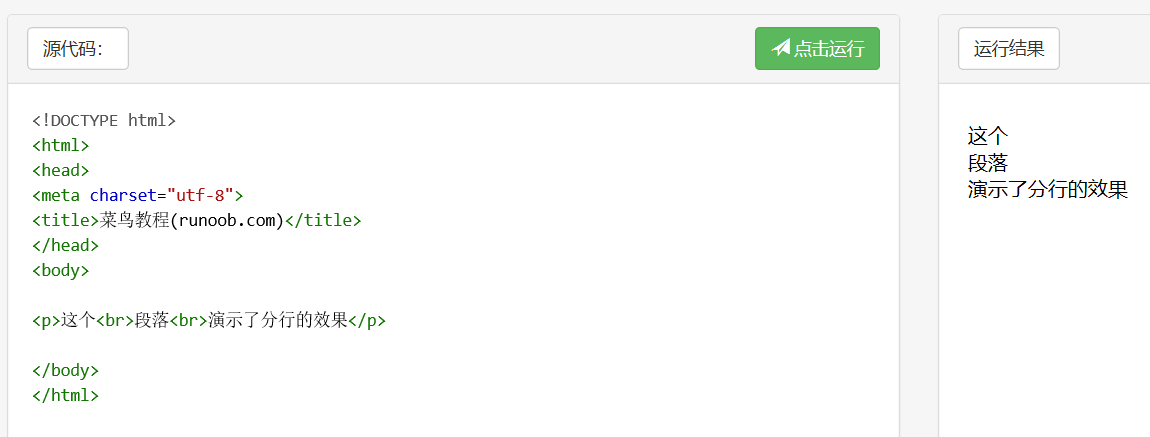 源代码：
点击运行
<!DOCTYPE html>
<html>
<head>
<meta charset="utf-8">
<title>菜鸟教程(runoob.com)</title>
</head>
<body>
<p>这个<br>段落<br>演示了分行的效果</p>
</body>
</html>
运行结果
这个
段落
演示了分行的效果